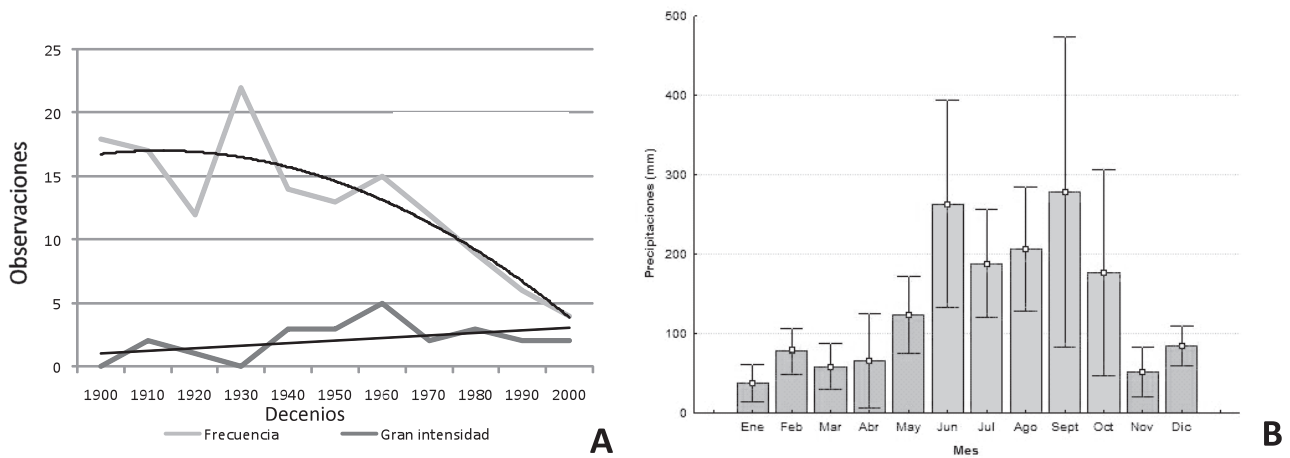 25
20
15
10
5
0
Observaciones
1900 1910 1920 1930 1940 1950 1960 1970 1980 1990 2000
Decenios
Frecuencia Gran intensidad
A
500
400
300
200
100
0
Precipitaciones (mm)
Ene Feb Mar Abr May Jun Jul Ago Sept Oct Nov Dic
Mes
B